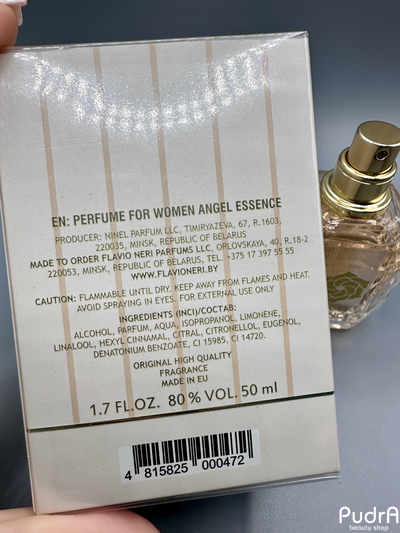 EN: PERFUME FOR WOMEN ANGEL ESSENCE
PRODUCER: NINEL PARFUM LLC, TIMIRYAZEVA, 67, R.1603,
220035, MINSK, REPUBLIC OF BELARUS
MADE TO ORDER FLAVIO NERI PARFUMS LLC, ORLOVSKAYA, 40, R.18-2
220053, MINSK, REPUBLIC OF BELARUS, TEL. +375 17 397 55 55
WWW.FLAVIONERI.BY
CAUTION: FLAMMABLE UNTIL DRY. KEEP AWAY FROM FLAMES AND HEAT.
AVOID SPRAYING IN EYES. FOR EXTERNAL USE ONLY
INGREDIENTS (INCI)/СОСТАВ:
ALCOHOL, PARFUM, AQUA, ISOPROPANOL, LIMONENE,
LINALOOL, HEXYL CINNAMAL, CITRAL, CITRONELLOL, EUGENOL,
DENATONIUM BENZOATE, CI 15985, CI 14720.
ORIGINAL HIGH QUALITY
FRAGRANCE
MADE IN EU
1.7 FL.OZ. 80 % VOL. 50 ml
4 815825 000472
PudrA
beauty shop